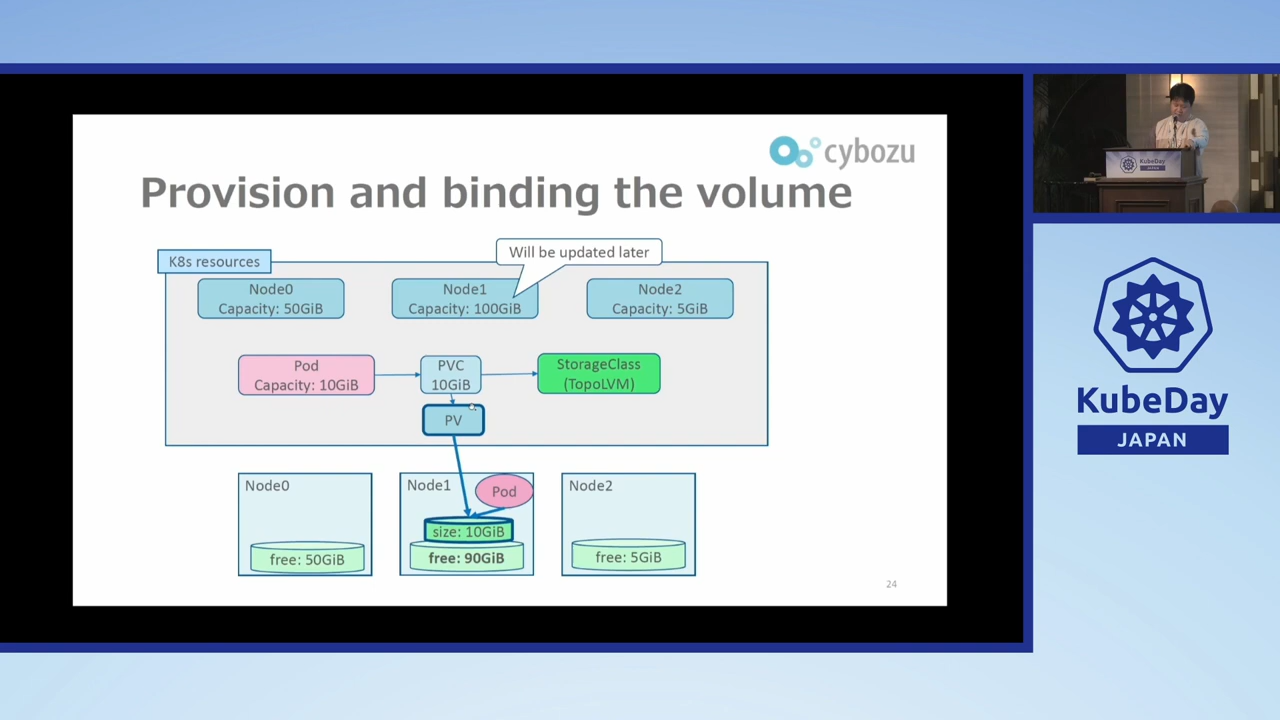 cybozu
Provision and binding the volume
Will be updated later
K8s resources
Node0
Capacity: 50GiB
Node1
Capacity: 100GiB
Node2
Capacity: 5GiB
Pod
Capacity: 10GiB
PVC
10GiB
StorageClass
(TopoLVM)
PV
Node0
free: 50GiB
Node1
Pod
size: 10GiB
free: 90GiB
Node2
free: 5GiB
24
KubeDay
JAPAN
KubeDay
JAPAN